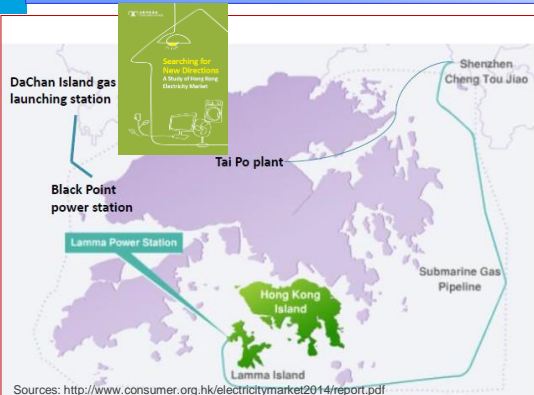 Searching for
New Directions
A Study of Hong Kong
Electricity Market
Shenzhen
Cheng Tou Jiao
DaChan Island gas
launching station
Tai Po plant
Black Point
power station
Lamma Power Station
Submarine Gas
Pipeline
Hong Kong
Island
Lamma Island
Sources: http://www.consumer.org.hk/electricitymarket2014/report.pdf